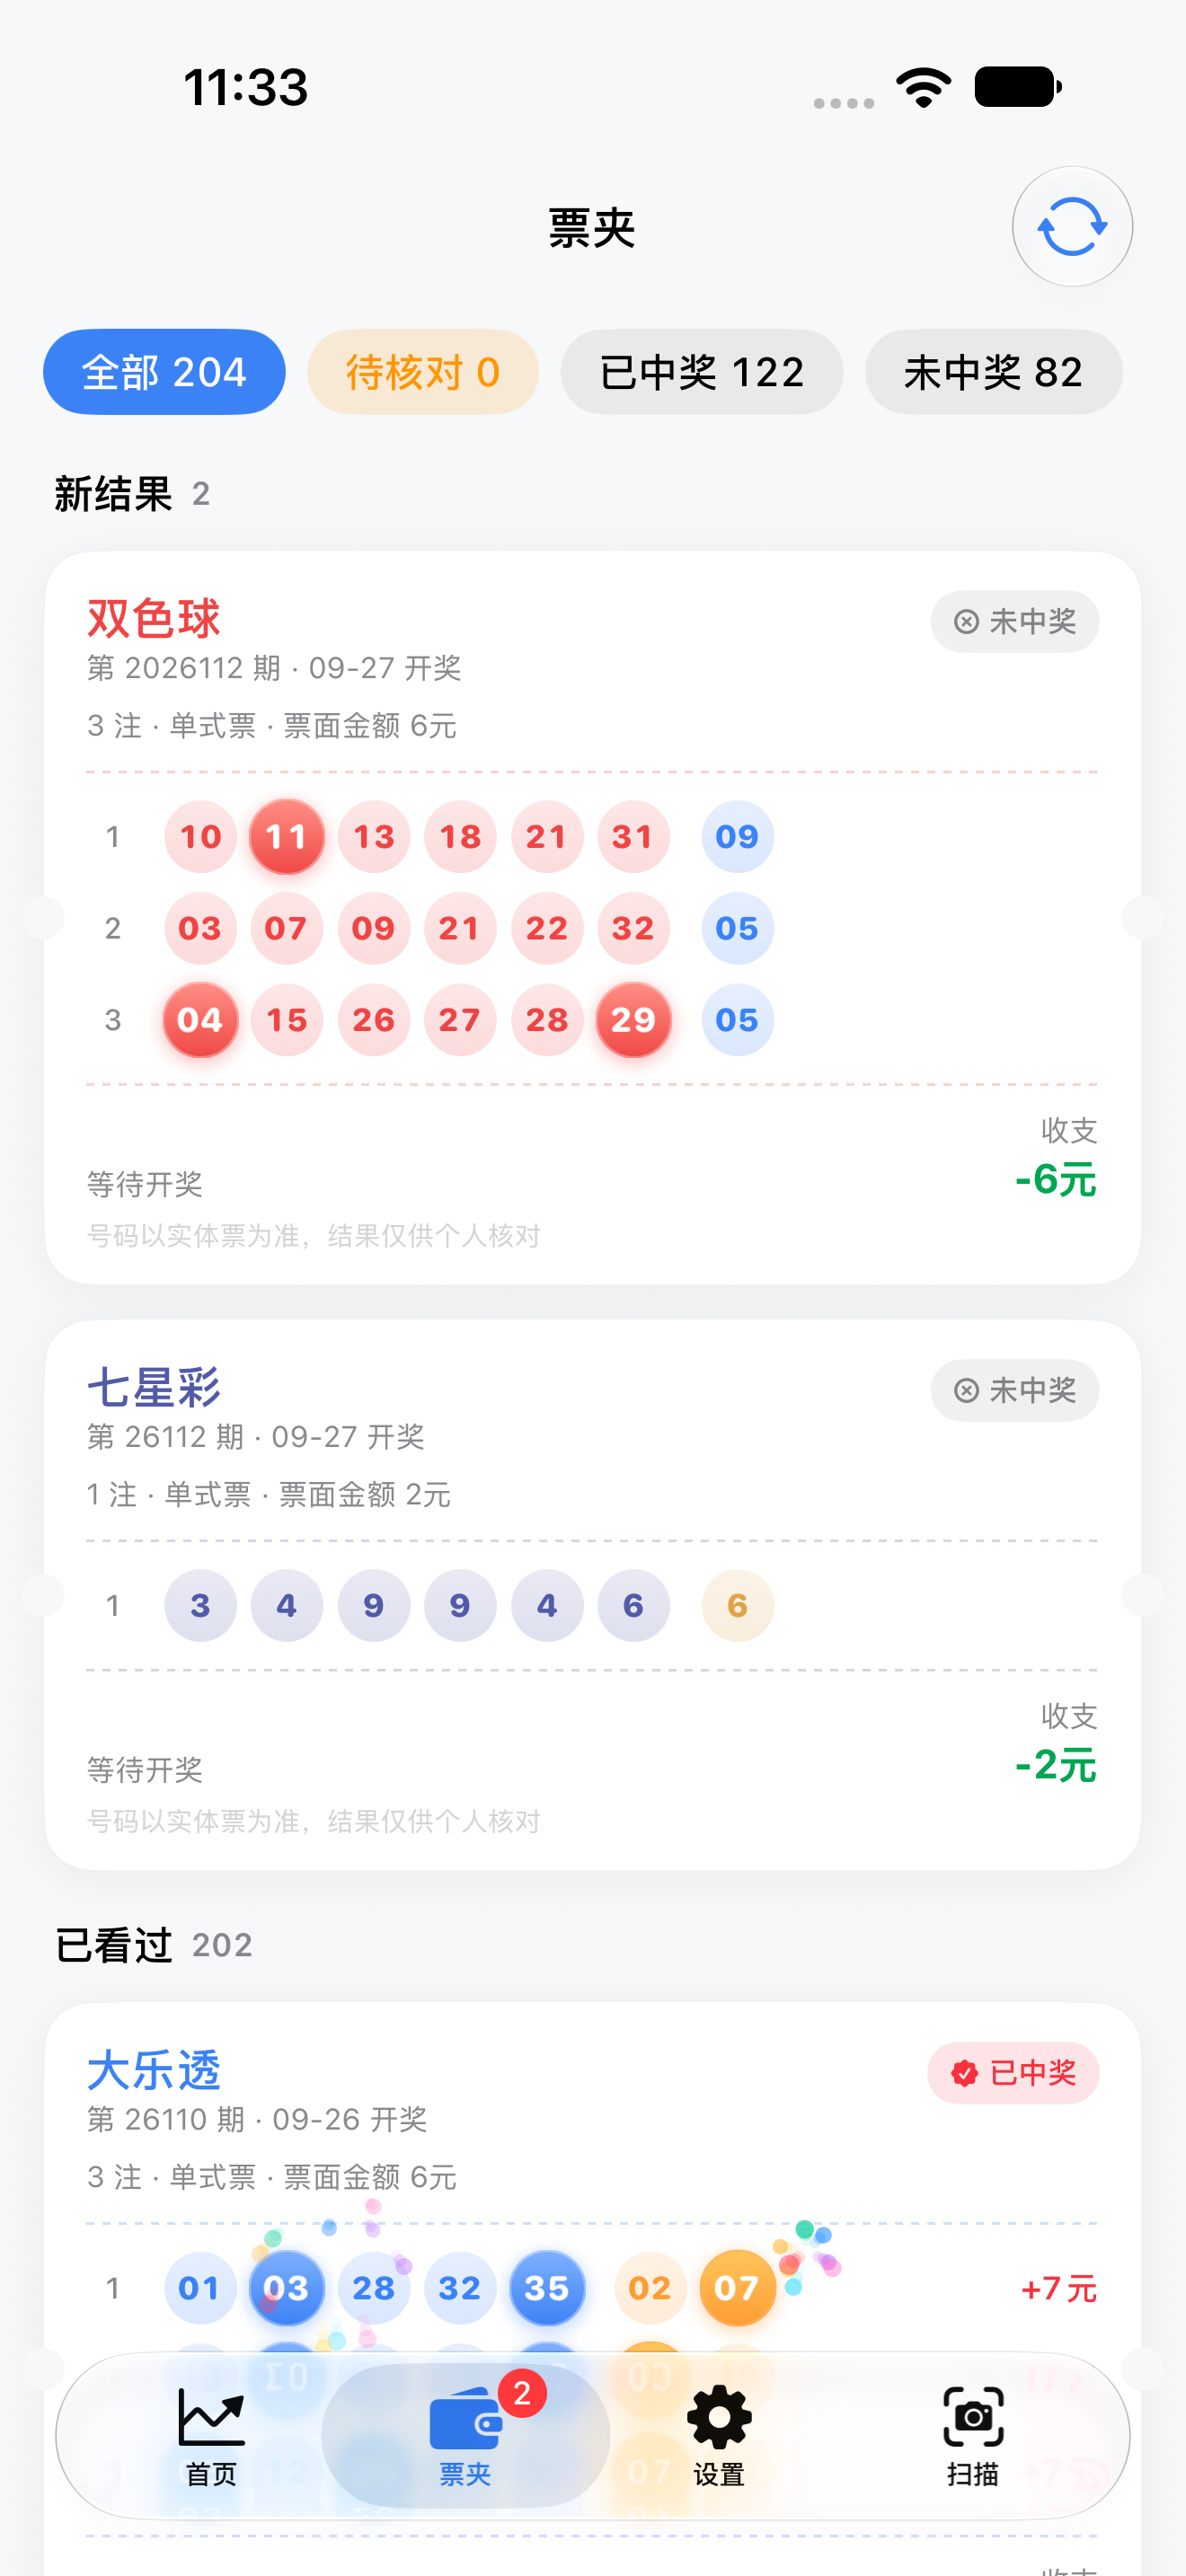 11:33
票夹
全部 204 待核对 0 已中奖 122 未中奖 82
新结果 2
双色球 未中奖
第 2026112 期 · 09-27 开奖
3 注 · 单式票 · 票面金额 6元
1 10 11 13 18 21 31 09
2 03 07 09 21 22 32 05
3 04 15 26 27 28 29 05
收支
等待开奖 -6元
号码以实体票为准，结果仅供个人核对
七星彩 未中奖
第 26112 期 · 09-27 开奖
1 注 · 单式票 · 票面金额 2元
1 3 4 9 9 4 6 6
收支
等待开奖 -2元
号码以实体票为准，结果仅供个人核对
已看过 202
大乐透 已中奖
第 26110 期 · 09-26 开奖
3 注 · 单式票 · 票面金额 6元
1 01 03 28 32 35 02 07 +7 元
2
首页 票夹 设置 扫描